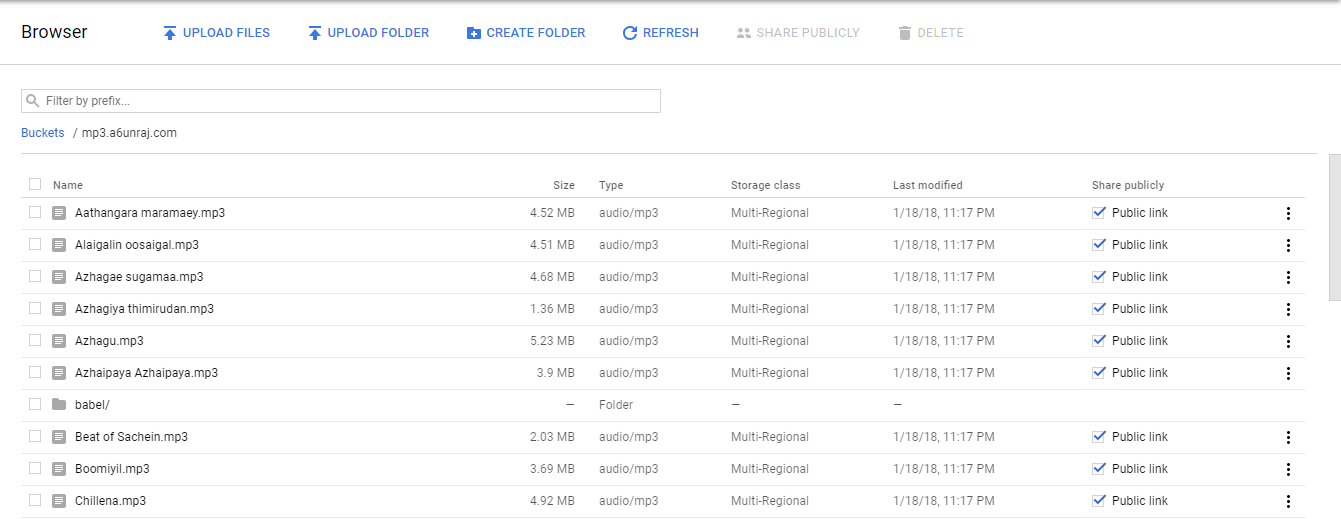 Browser UPLOAD FILES UPLOAD FOLDER CREATE FOLDER REFRESH SHARE PUBLICLY DELETE
Filter by prefix...
Buckets / mp3.a6unraj.com
Name Size Type Storage class Last modified Share publicly
Aathangara maramaey.mp3 4.52 MB audio/mp3 Multi-Regional 1/18/18, 11:17 PM Public link
Alaigalin oosaigal.mp3 4.51 MB audio/mp3 Multi-Regional 1/18/18, 11:17 PM Public link
Azhagae sugamaa.mp3 4.68 MB audio/mp3 Multi-Regional 1/18/18, 11:17 PM Public link
Azhagiya thimirudan.mp3 1.36 MB audio/mp3 Multi-Regional 1/18/18, 11:17 PM Public link
Azhagu.mp3 5.23 MB audio/mp3 Multi-Regional 1/18/18, 11:17 PM Public link
Azhaipaya Azhaipaya.mp3 3.9 MB audio/mp3 Multi-Regional 1/18/18, 11:17 PM Public link
babel/ — Folder — —
Beat of Sachein.mp3 2.03 MB audio/mp3 Multi-Regional 1/18/18, 11:17 PM Public link
Boomiyil.mp3 3.69 MB audio/mp3 Multi-Regional 1/18/18, 11:17 PM Public link
Chillena.mp3 4.92 MB audio/mp3 Multi-Regional 1/18/18, 11:17 PM Public link